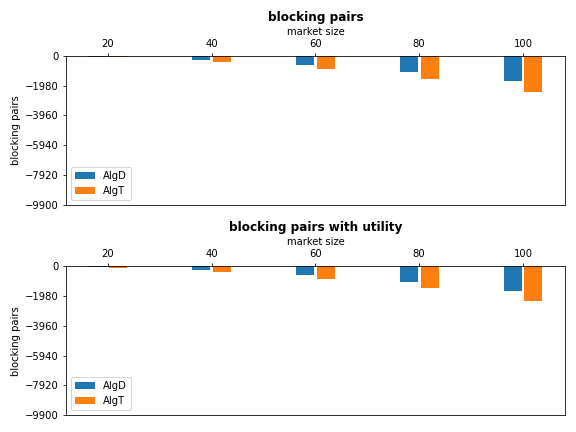 blocking pairs
market size
20 40 60 80 100
0
−1980
−3960
−5940
−7920
−9900
blocking pairs
AlgD
AlgT
blocking pairs with utility
market size
20 40 60 80 100
0
−1980
−3960
−5940
−7920
−9900
blocking pairs
AlgD
AlgT